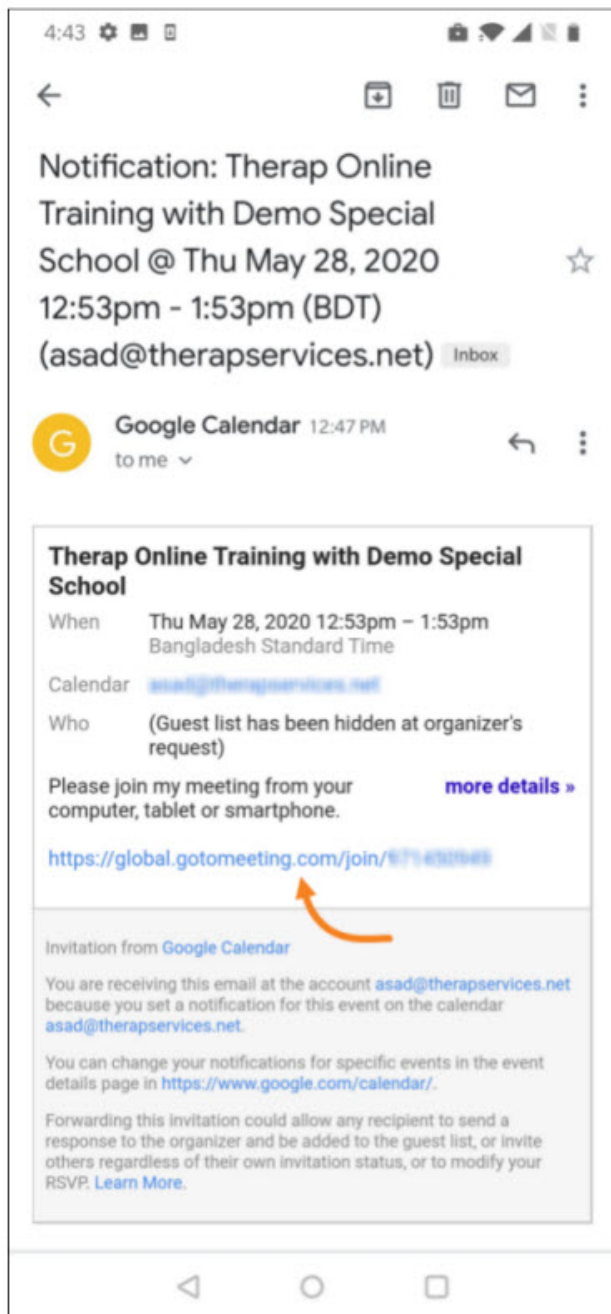 4:43
Notification: Therap Online
Training with Demo Special
School @ Thu May 28, 2020
12:53pm - 1:53pm (BDT)
(asad@therapservices.net) Inbox
G
Google Calendar 12:47 PM
to me
Therap Online Training with Demo Special
School
When Thu May 28, 2020 12:53pm – 1:53pm
Bangladesh Standard Time
Calendar
Who (Guest list has been hidden at organizer's
request)
Please join my meeting from your more details »
computer, tablet or smartphone.
https://global.gotomeeting.com/join/
Invitation from Google Calendar
You are receiving this email at the account asad@therapservices.net
because you set a notification for this event on the calendar
asad@therapservices.net.
You can change your notifications for specific events in the event
details page in https://www.google.com/calendar/.
Forwarding this invitation could allow any recipient to send a
response to the organizer and be added to the guest list, or invite
others regardless of their own invitation status, or to modify your
RSVP. Learn More.